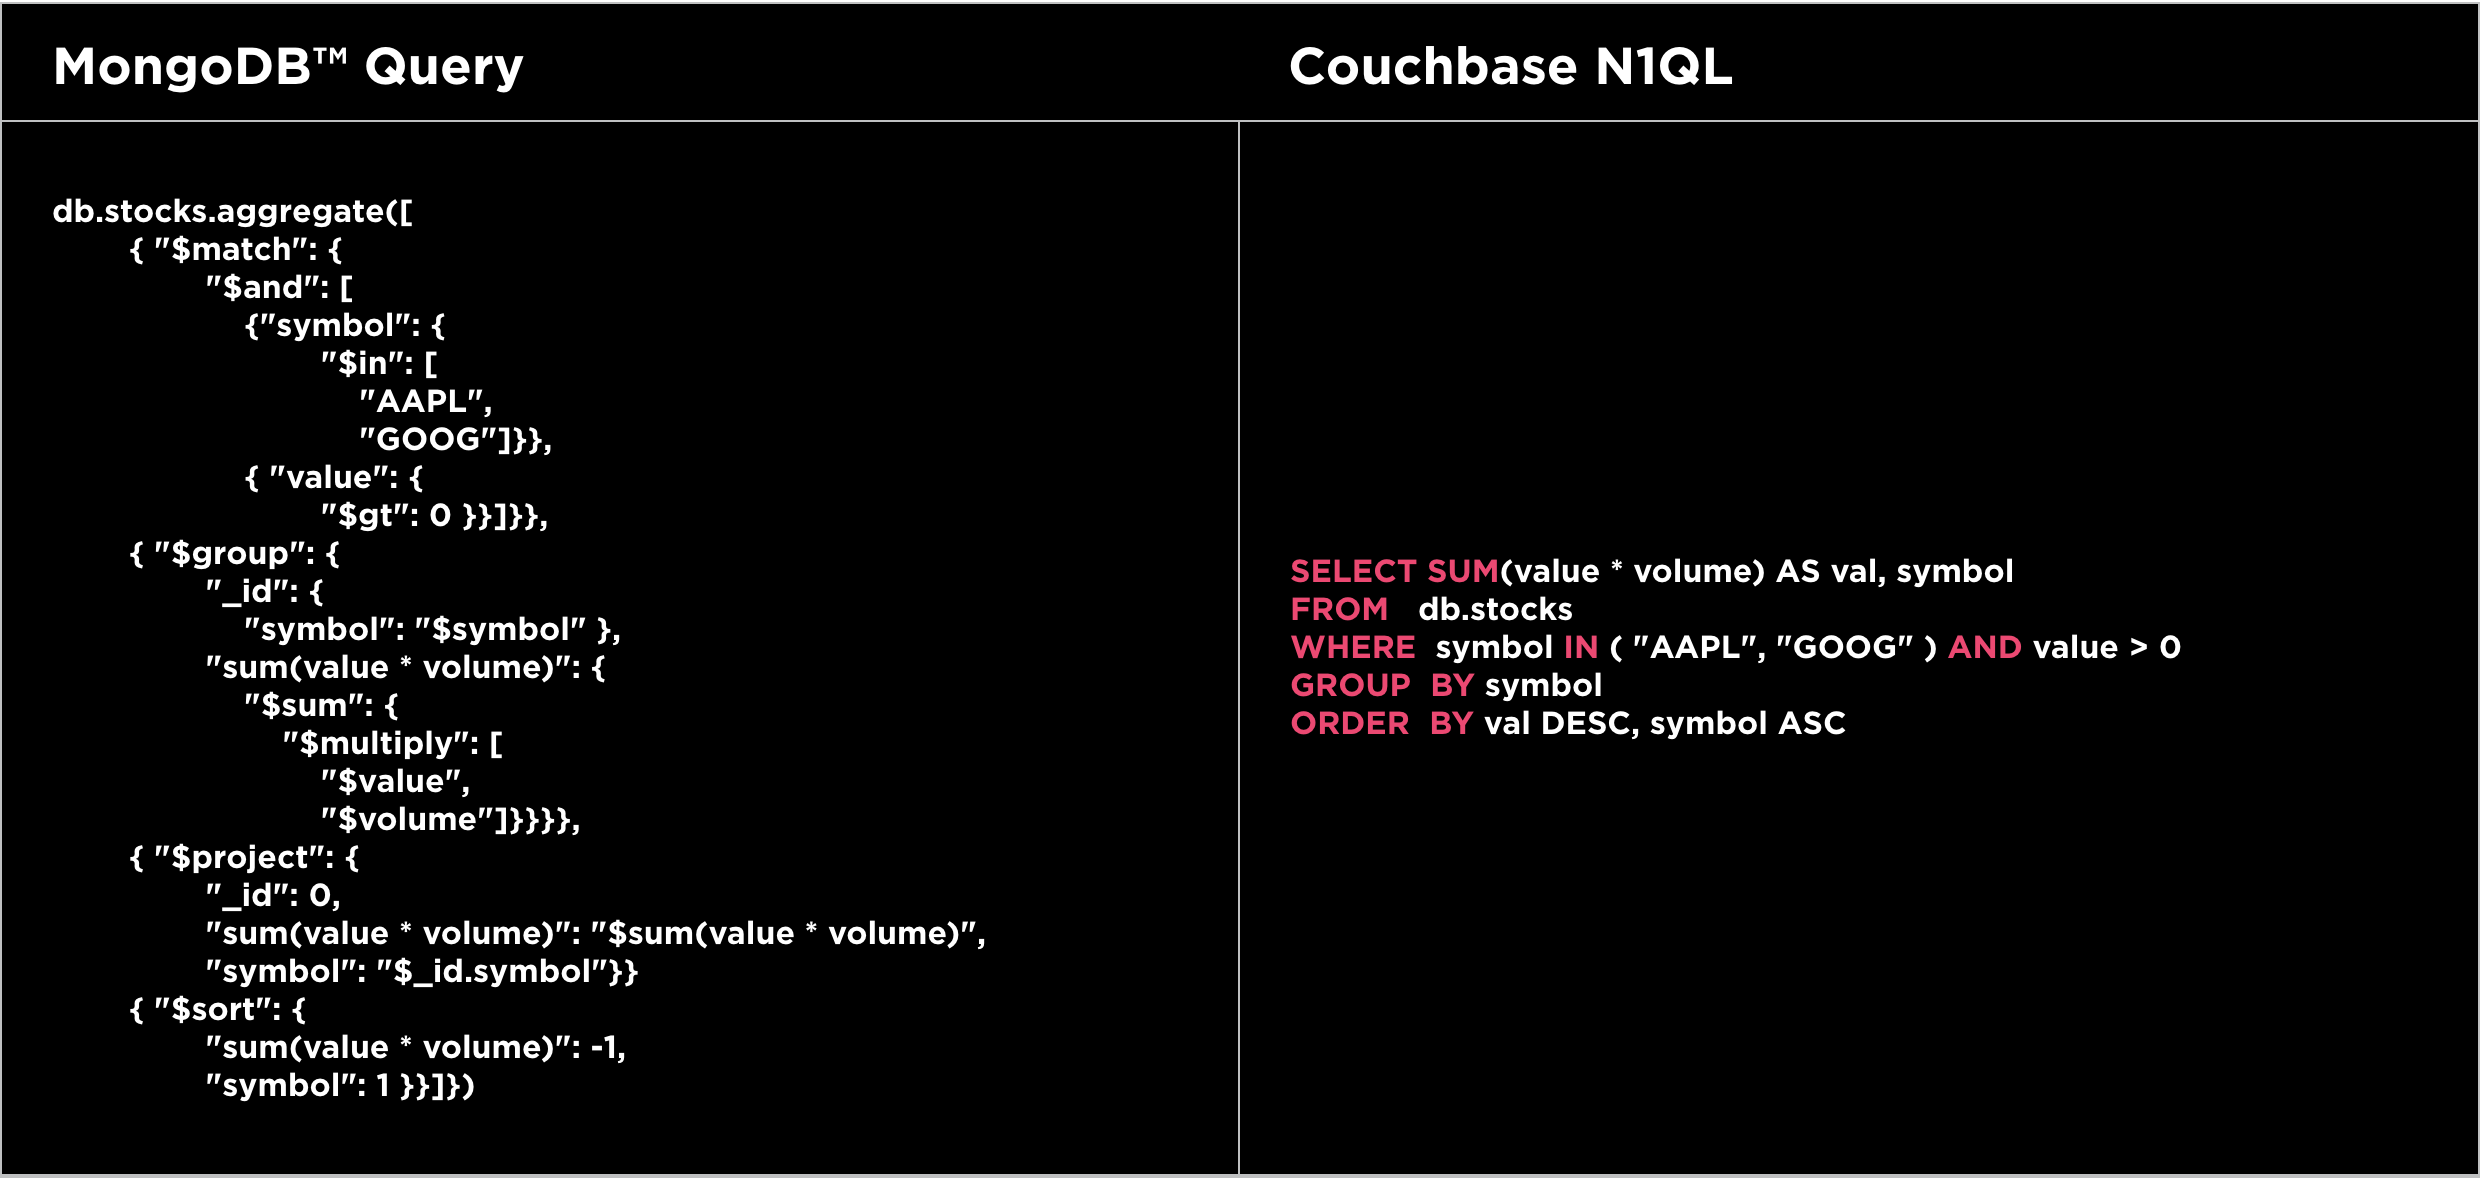 MongoDB™ Query
Couchbase N1QL
db.stocks.aggregate([
{ "$match": {
"$and": [
{"symbol": {
"$in": [
"AAPL",
"GOOG"]}},
{ "value": {
"$gt": 0 }}]}},
{ "$group": {
"_id": {
"symbol": "$symbol" },
"sum(value * volume)": {
"$sum": {
"$multiply": [
"$value",
"$volume"]}}}},
{ "$project": {
"_id": 0,
"sum(value * volume)": "$sum(value * volume)",
"symbol": "$_id.symbol"}}
{ "$sort": {
"sum(value * volume)": -1,
"symbol": 1 }}]})
SELECT SUM(value * volume) AS val, symbol
FROM db.stocks
WHERE symbol IN ( "AAPL", "GOOG" ) AND value > 0
GROUP BY symbol
ORDER BY val DESC, symbol ASC